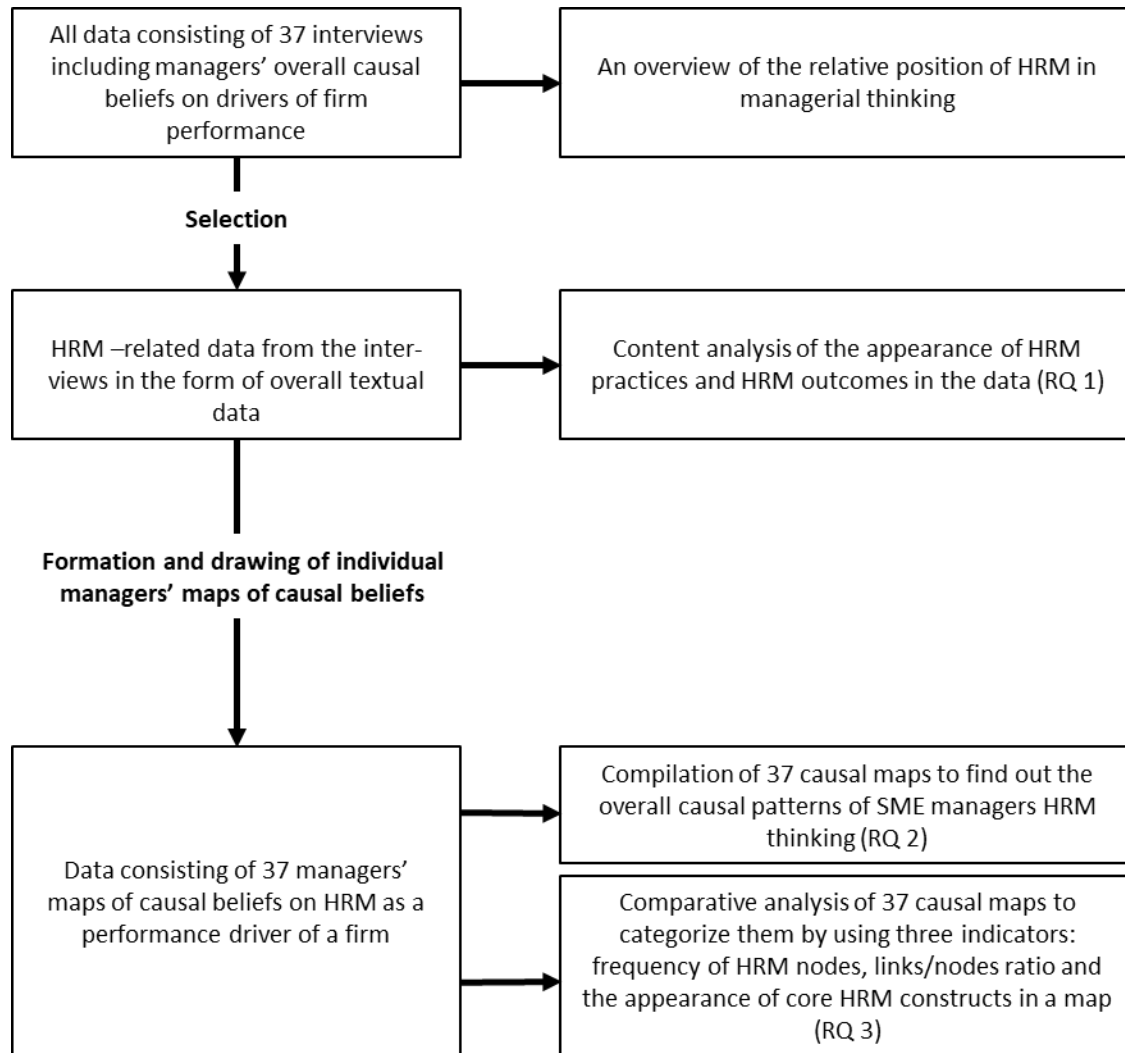 All data consisting of 37 interviews
including managers’ overall causal
beliefs on drivers of firm
performance
An overview of the relative position of HRM in
managerial thinking
Selection
HRM –related data from the inter-
views in the form of overall textual
data
Content analysis of the appearance of HRM
practices and HRM outcomes in the data (RQ 1)
Formation and drawing of individual
managers’ maps of causal beliefs
Data consisting of 37 managers’
maps of causal beliefs on HRM as a
performance driver of a firm
Compilation of 37 causal maps to find out the
overall causal patterns of SME managers HRM
thinking (RQ 2)
Comparative analysis of 37 causal maps to
categorize them by using three indicators:
frequency of HRM nodes, links/nodes ratio and
the appearance of core HRM constructs in a map
(RQ 3)